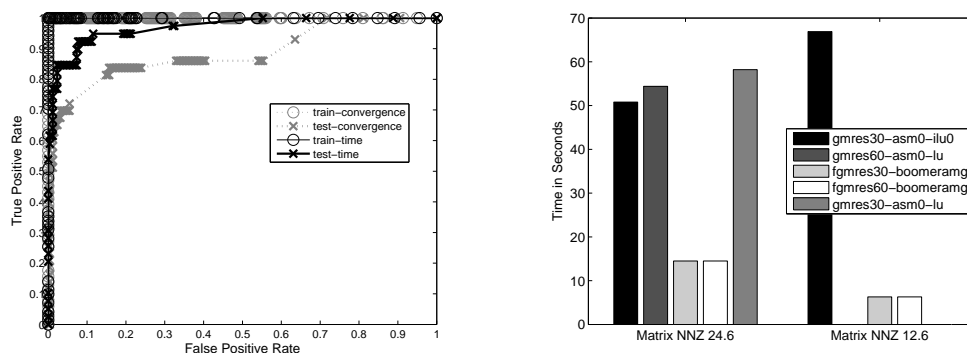 True Positive Rate
0.9
0.8
0.7
0.6
0.5
0.4
0.3
0.2
0.1
0
0 0.1 0.2 0.3 0.4 0.5 0.6 0.7 0.8 0.9 1
False Positive Rate
train-convergence
test-convergence
train-time
test-time
Time in Seconds
70
60
50
40
30
20
10
0
Matrix NNZ 24.6
Matrix NNZ 12.6
gmres30-asm0-ilu0
gmres60-asm0-lu
fgmres30-boomeramg
fgmres60-boomeramg
gmres30-asm0-lu